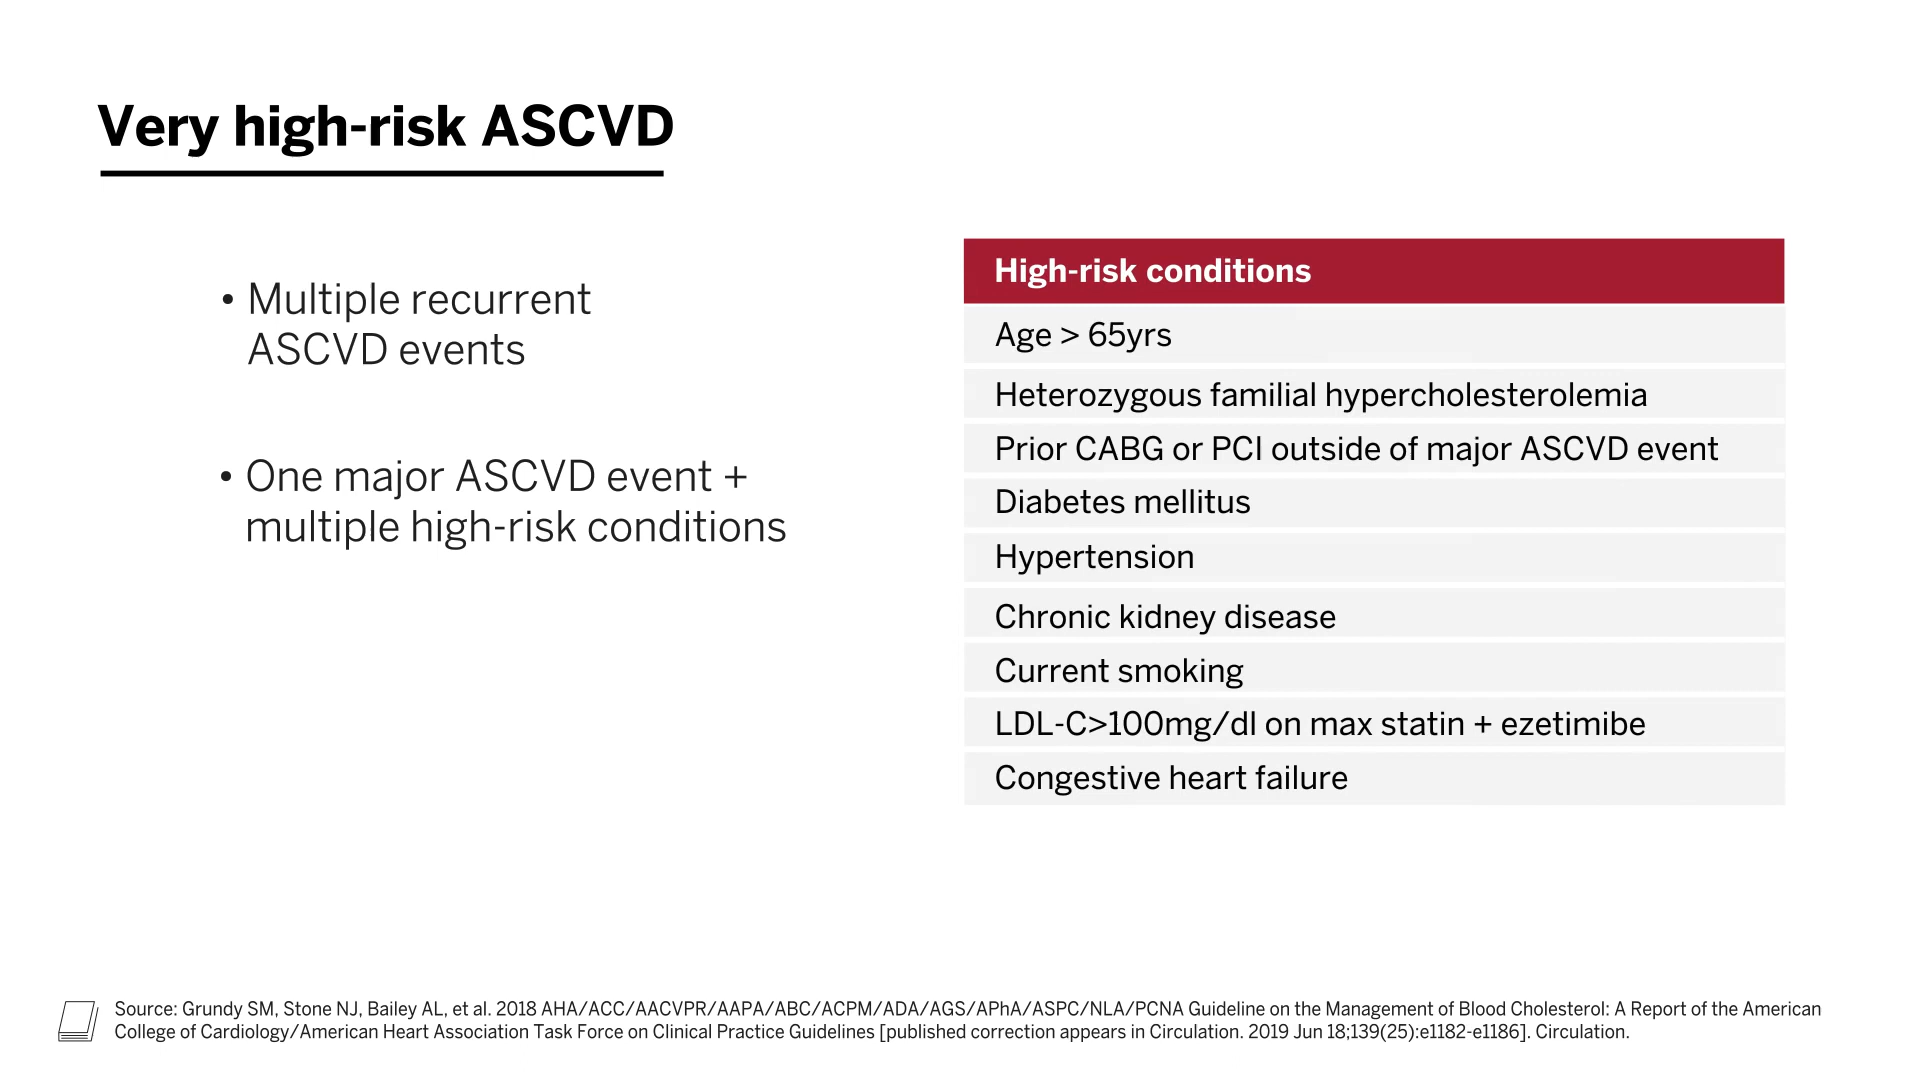 Very high-risk ASCVD
• Multiple recurrent
ASCVD events
• One major ASCVD event +
multiple high-risk conditions
High-risk conditions
Age > 65yrs
Heterozygous familial hypercholesterolemia
Prior CABG or PCI outside of major ASCVD event
Diabetes mellitus
Hypertension
Chronic kidney disease
Current smoking
LDL-C>100mg/dl on max statin + ezetimibe
Congestive heart failure
Source: Grundy SM, Stone NJ, Bailey AL, et al. 2018 AHA/ACC/AACVPR/AAPA/ABC/ACPM/ADA/AGS/APhA/ASPC/NLA/PCNA Guideline on the Management of Blood Cholesterol: A Report of the American
College of Cardiology/American Heart Association Task Force on Clinical Practice Guidelines [published correction appears in Circulation. 2019 Jun 18;139(25):e1182-e1186]. Circulation.